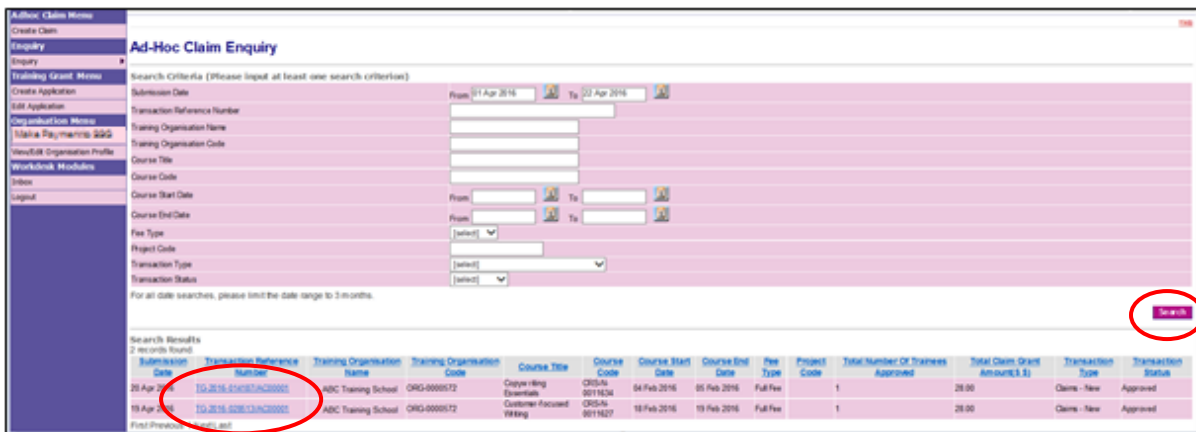 Adhoc Claim Menu
Create Claim
Enquiry
Enquiry
Training Grant Menu
Create Application
Edit Application
Organisation Menu
Make Payment to SSG
View/Edit Organisation Profile
Workdesk Modules
Inbox
Logout
Ad-Hoc Claim Enquiry
Search Criteria (Please input at least one search criterion)
Submission Date From 01 Apr 2016 To 22 Apr 2016
Transaction Reference Number
Training Organisation Name
Training Organisation Code
Course Title
Course Code
Course Start Date From To
Course End Date From To
Fee Type [select]
Project Code
Transaction Type [select]
Transaction Status [select]
For all date searches, please limit the date range to 3 months.
Search
Search Results
2 records found.
Submission Date Transaction Reference Number Training Organisation Name Training Organisation Code Course Title Course Code Course Start Date Course End Date Fee Type Project Code Total Number Of Trainees Approved Total Claim Grant Amount($ $) Transaction Type Transaction Status
20 Apr 2016 ABC Training School ORG-0000572 Copywriting Essentials CRS-N-0011634 04 Feb 2016 05 Feb 2016 Full Fee 1 28.00 Claims - New Approved
19 Apr 2016 ABC Training School ORG-0000572 Customer-focused Writing CRS-N-0011627 18 Feb 2016 19 Feb 2016 Full Fee 1 28.00 Claims - New Approved
First Previous 1 Next Last